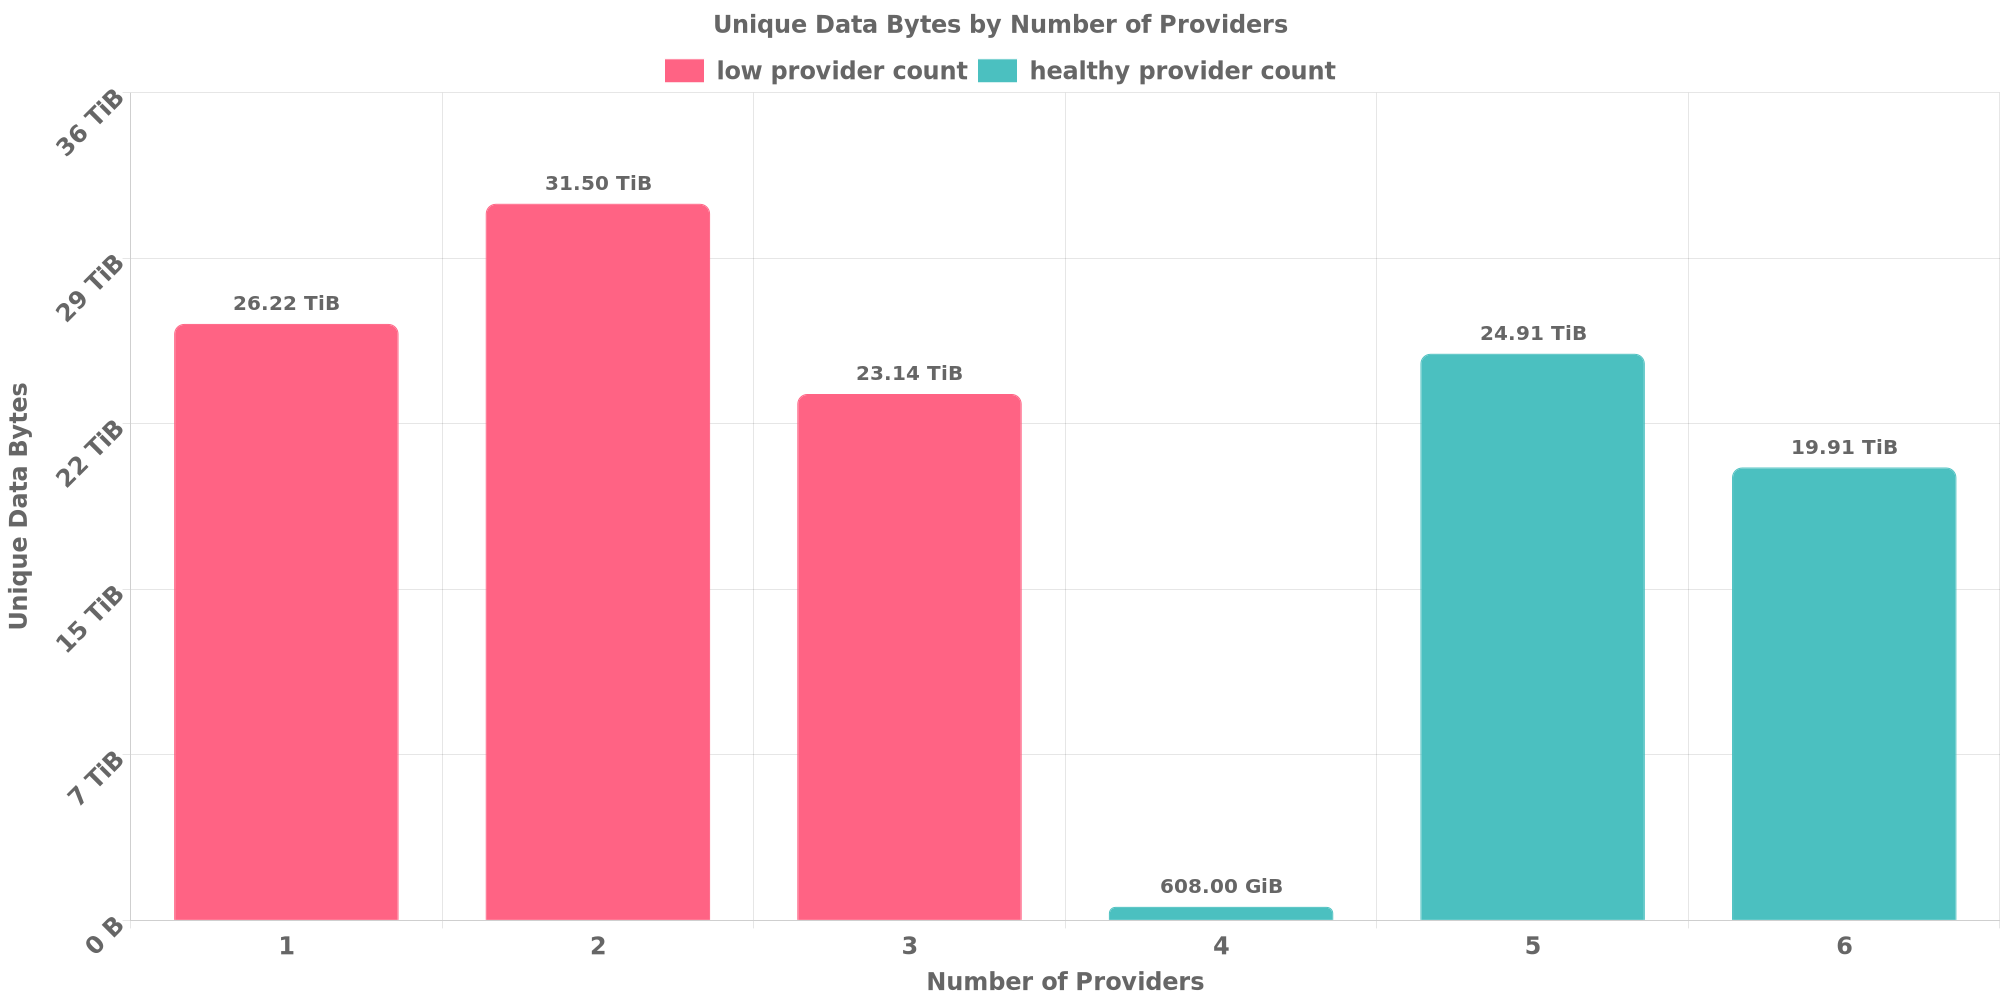 Unique Data Bytes by Number of Providers
low provider count healthy provider count
36 TiB
29 TiB
22 TiB
15 TiB
7 TiB
0 B
Unique Data Bytes
26.22 TiB
31.50 TiB
23.14 TiB
608.00 GiB
24.91 TiB
19.91 TiB
1 2 3 4 5 6
Number of Providers